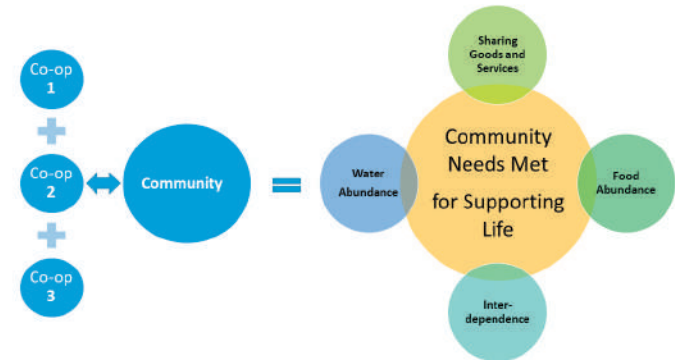 Co-op
1
Co-op
2
Co-op
3
Community
Sharing
Goods and
Services
Water
Abundance
Community
Needs Met
for Supporting
Life
Food
Abundance
Inter-
dependence